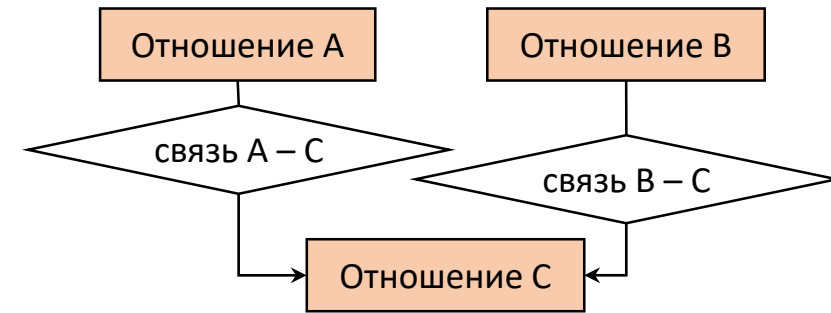 Отношение A
Отношение B
связь A – C
связь B – C
Отношение C